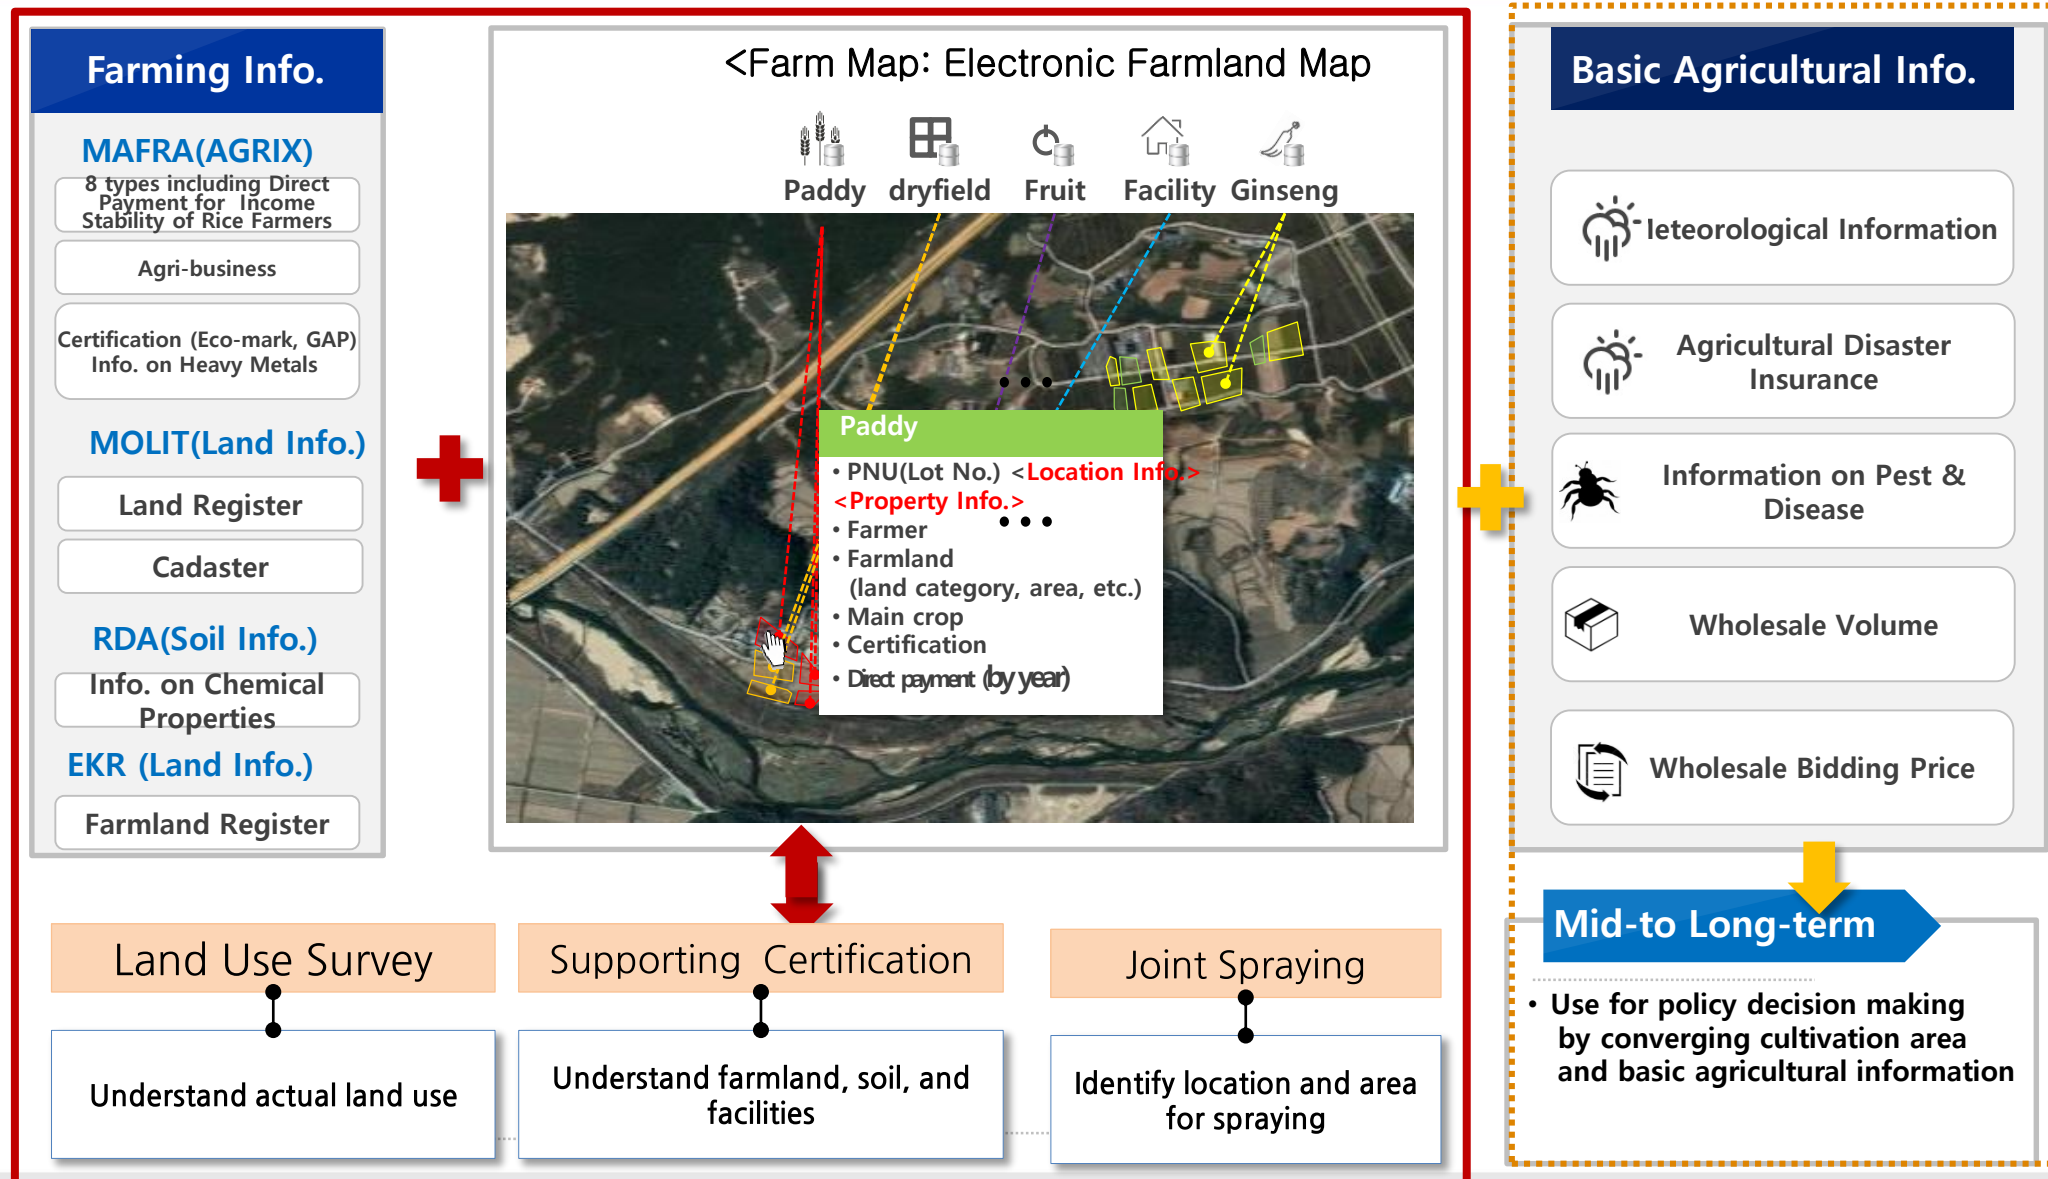 Farming Info.
MAFRA(AGRIX)
8 types including Direct
Payment for Income
Stability of Rice Farmers
Agri-business
Certification (Eco-mark, GAP)
Info. on Heavy Metals
MOLIT(Land Info.)
Land Register
Cadaster
RDA(Soil Info.)
Info. on Chemical
Properties
EKR (Land Info.)
Farmland Register
<Farm Map: Electronic Farmland Map
Paddy dryfield Fruit Facility Ginseng
• • •
Paddy
• PNU(Lot No.) <Location Info.>
<Property Info.>
• • •
• Farmer
• Farmland
(land category, area, etc.)
• Main crop
• Certification
• Direct payment (by year)
Land Use Survey
Understand actual land use
Supporting Certification
Understand farmland, soil, and
facilities
Joint Spraying
Identify location and area
for spraying
Basic Agricultural Info.
leteorological Information
Agricultural Disaster
Insurance
Information on Pest &
Disease
Wholesale Volume
Wholesale Bidding Price
Mid-to Long-term
• Use for policy decision making
by converging cultivation area
and basic agricultural information